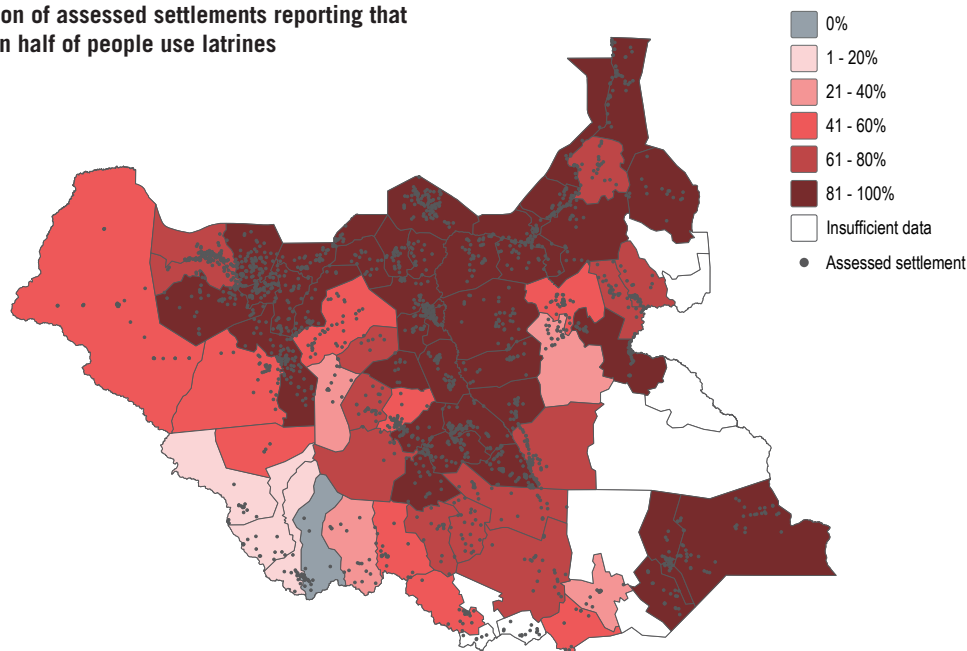 of assessed settlements reporting that
half of people use latrines
0%
1 - 20%
21 - 40%
41 - 60%
61 - 80%
81 - 100%
Insufficient data
Assessed settlement